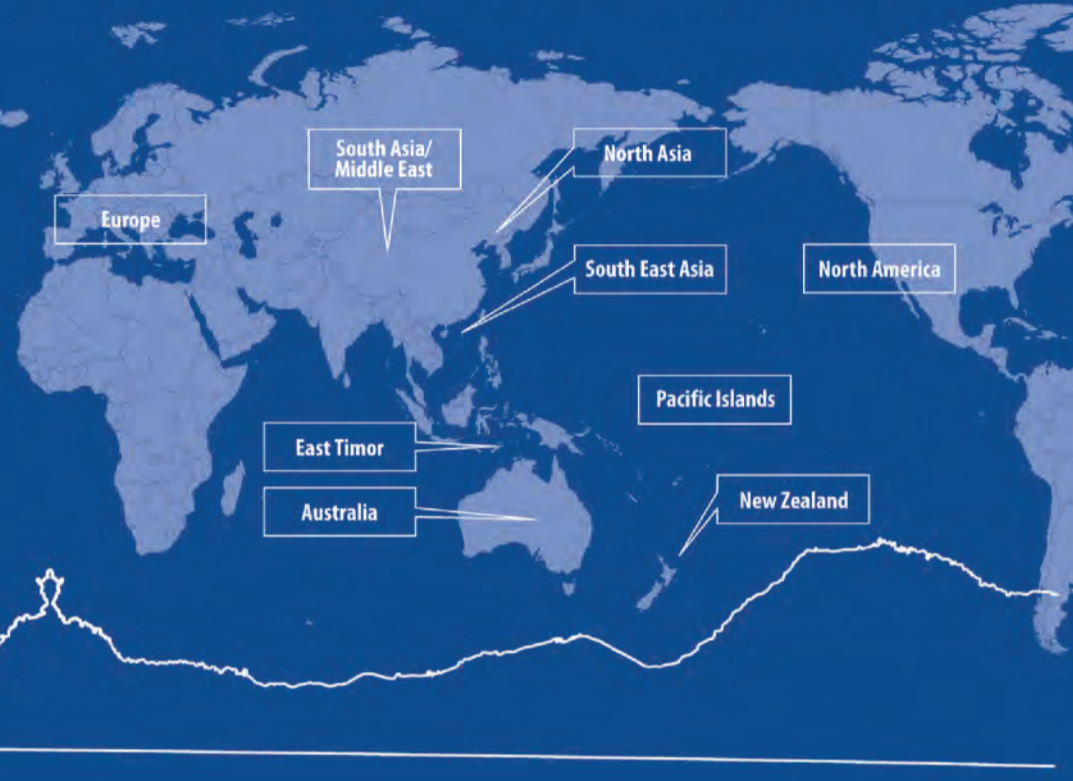 South Asia/
Middle East
North Asia
Europe
South East Asia
North America
Pacific Islands
East Timor
New Zealand
Australia